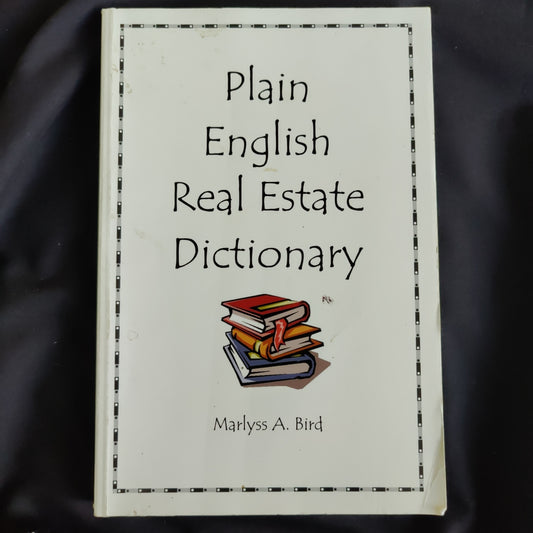 Plain
English
Real Estate
Dictionary
Marlyss A. Bird